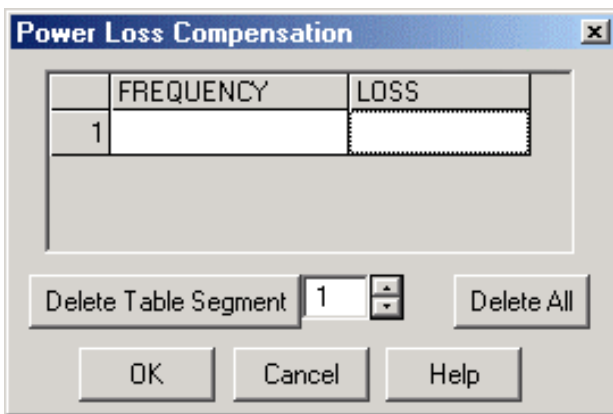 Power Loss Compensation
FREQUENCY LOSS
1
Delete Table Segment 1 Delete All
OK Cancel Help